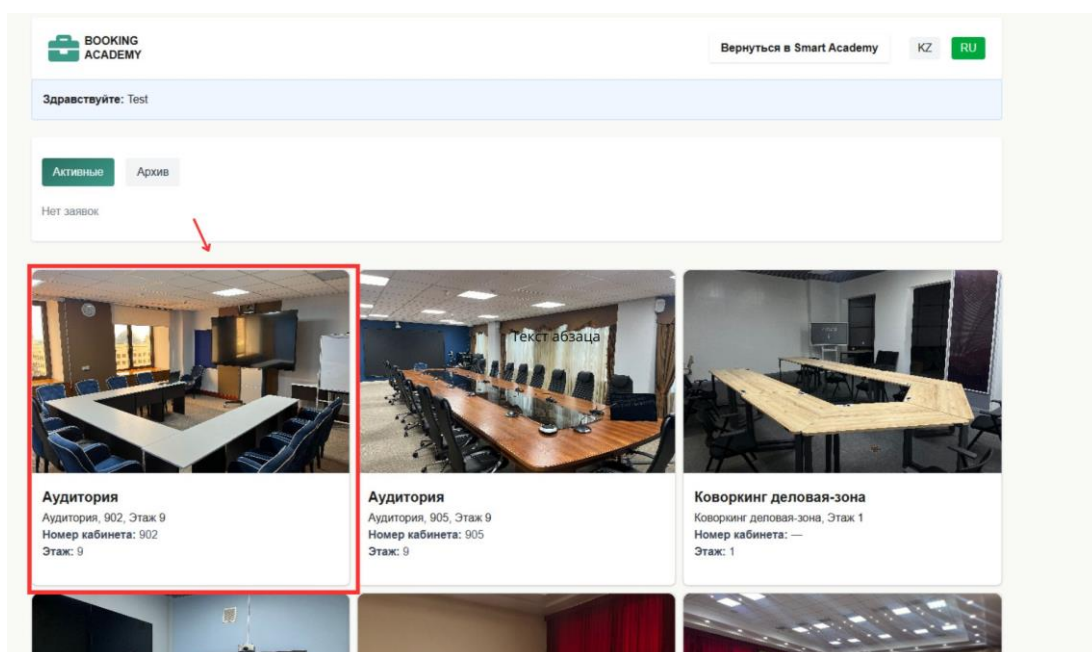 BOOKING
ACADEMY
Вернуться в Smart Academy
KZ
RU
Здравствуйте: Test
Активные
Архив
Нет заявок
текст абзаца
Аудитория
Аудитория, 902, Этаж 9
Номер кабинета: 902
Этаж: 9
Аудитория
Аудитория, 905, Этаж 9
Номер кабинета: 905
Этаж: 9
Коворкинг деловая-зона
Коворкинг деловая-зона, Этаж 1
Номер кабинета: —
Этаж: 1